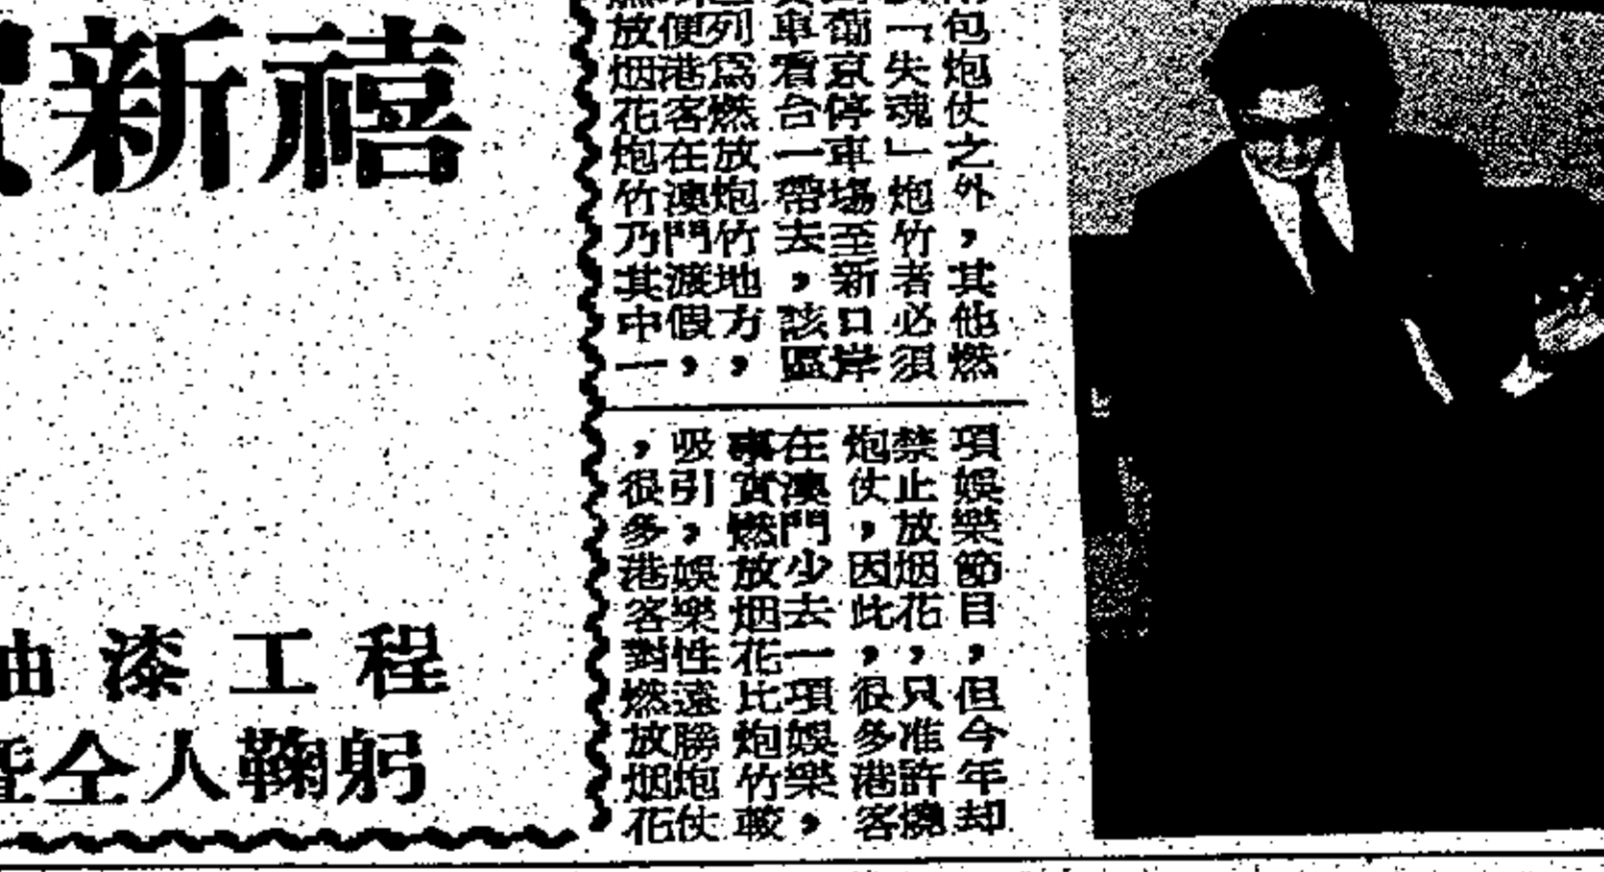 包炮仗之外，其他燃
「失魂」炮竹者必須
葡京停車場至新口岸
車看台一帶去，該區
列爲燃放炮竹地方，
便港客在澳門渡假，
放烟花炮竹乃其中一
項娛樂節目，但今年却
禁止放烟花，只准許燒
炮仗，因此，很多港客
在澳門少去一項娛樂，
事實燃放烟花比炮竹較
吸引，娛樂性遠勝炮仗
，很多港客對燃放烟花
新禧
油漆工程
暨仝人鞠躬